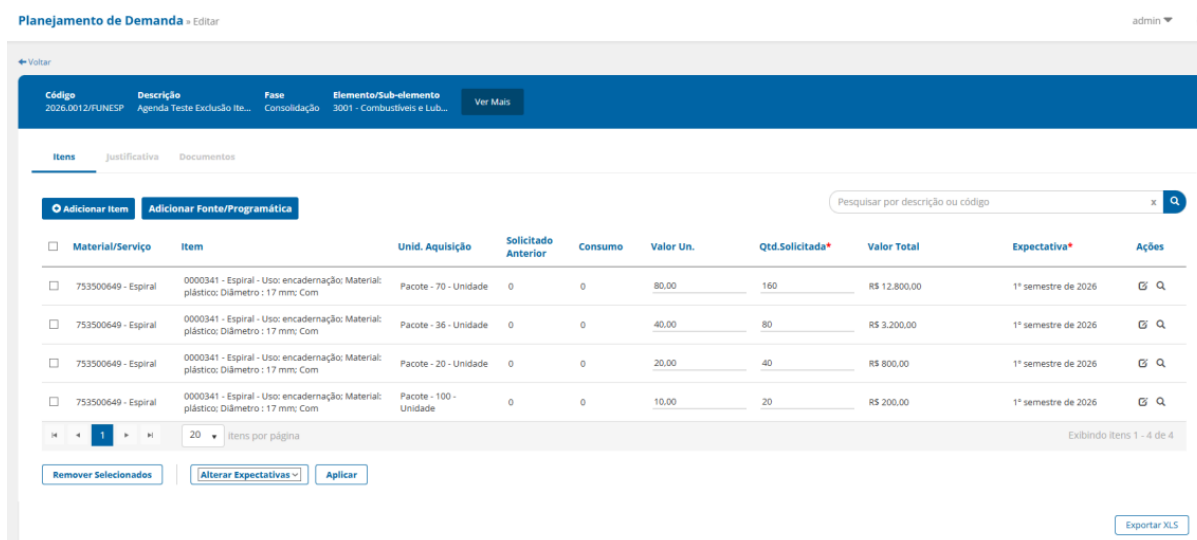 Planejamento de Demanda » Editar
admin
Voltar
Código Descrição Fase Elemento/Sub-elemento
2026.0012/FUNESP Agenda Teste Exclusão Ite... Consolidação 3001 - Combustíveis e Lub... Ver Mais
Itens Justificativa Documentos
Adicionar Item Adicionar Fonte/Programática Pesquisar por descrição ou código x
Material/Serviço Item Unid. Aquisição Solicitado Anterior Consumo Valor Un. Qtd.Solicitada* Valor Total Expectativa* Ações
753500649 - Espiral 0000341 - Espiral - Uso: encadernação; Material: plástico; Diâmetro : 17 mm; Com Pacote - 70 - Unidade 0 0 80,00 160 R$ 12.800,00 1º semestre de 2026
753500649 - Espiral 0000341 - Espiral - Uso: encadernação; Material: plástico; Diâmetro : 17 mm; Com Pacote - 36 - Unidade 0 0 40,00 80 R$ 3.200,00 1º semestre de 2026
753500649 - Espiral 0000341 - Espiral - Uso: encadernação; Material: plástico; Diâmetro : 17 mm; Com Pacote - 20 - Unidade 0 0 20,00 40 R$ 800,00 1º semestre de 2026
753500649 - Espiral 0000341 - Espiral - Uso: encadernação; Material: plástico; Diâmetro : 17 mm; Com Pacote - 100 - Unidade 0 0 10,00 20 R$ 200,00 1º semestre de 2026
1 20 itens por página Exibindo itens 1 - 4 de 4
Remover Selecionados Alterar Expectativas Aplicar
Exportar XLS